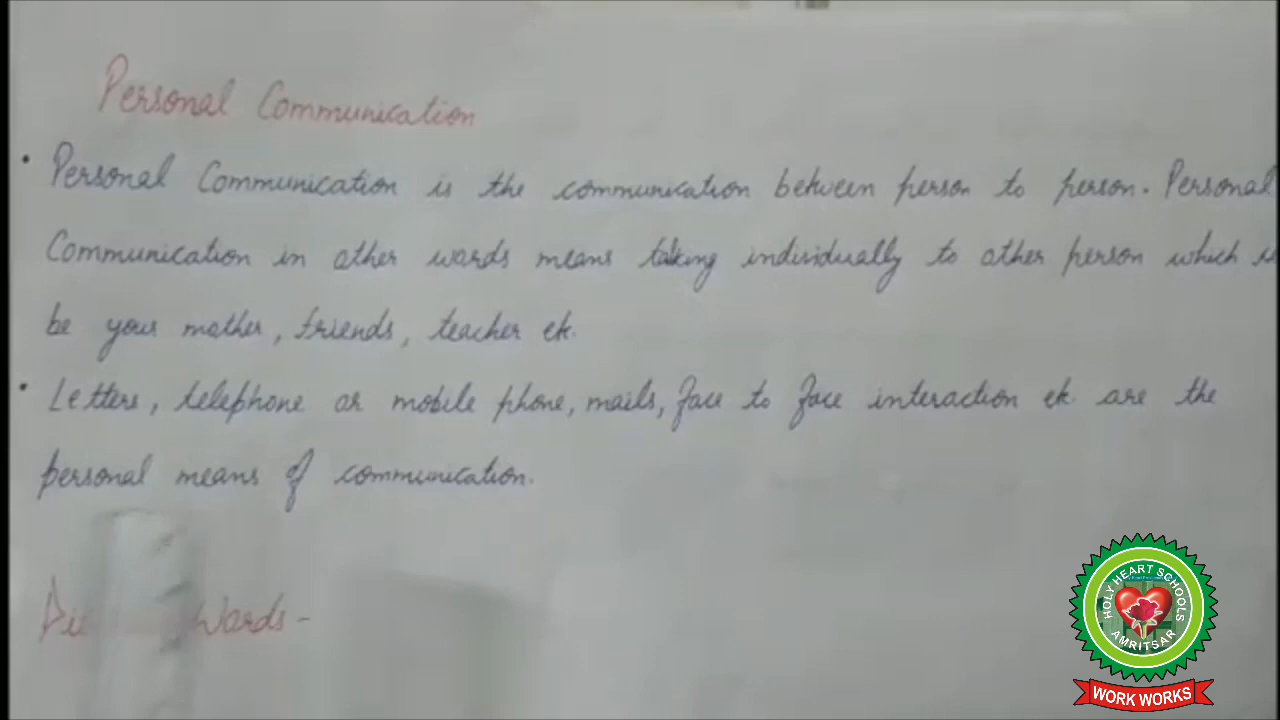 Personal Communication
• Personal Communication is the communication between person to person. Personal
Communication in other words means talking individually to other person which is
be your mother, friends, teacher etc.
• Letters, telephone or mobile phone, mails, face to face interaction etc are the
personal means of communication.
Words -
HOLY HEART SCHOOLS
AMRITSAR
WORK WORKS